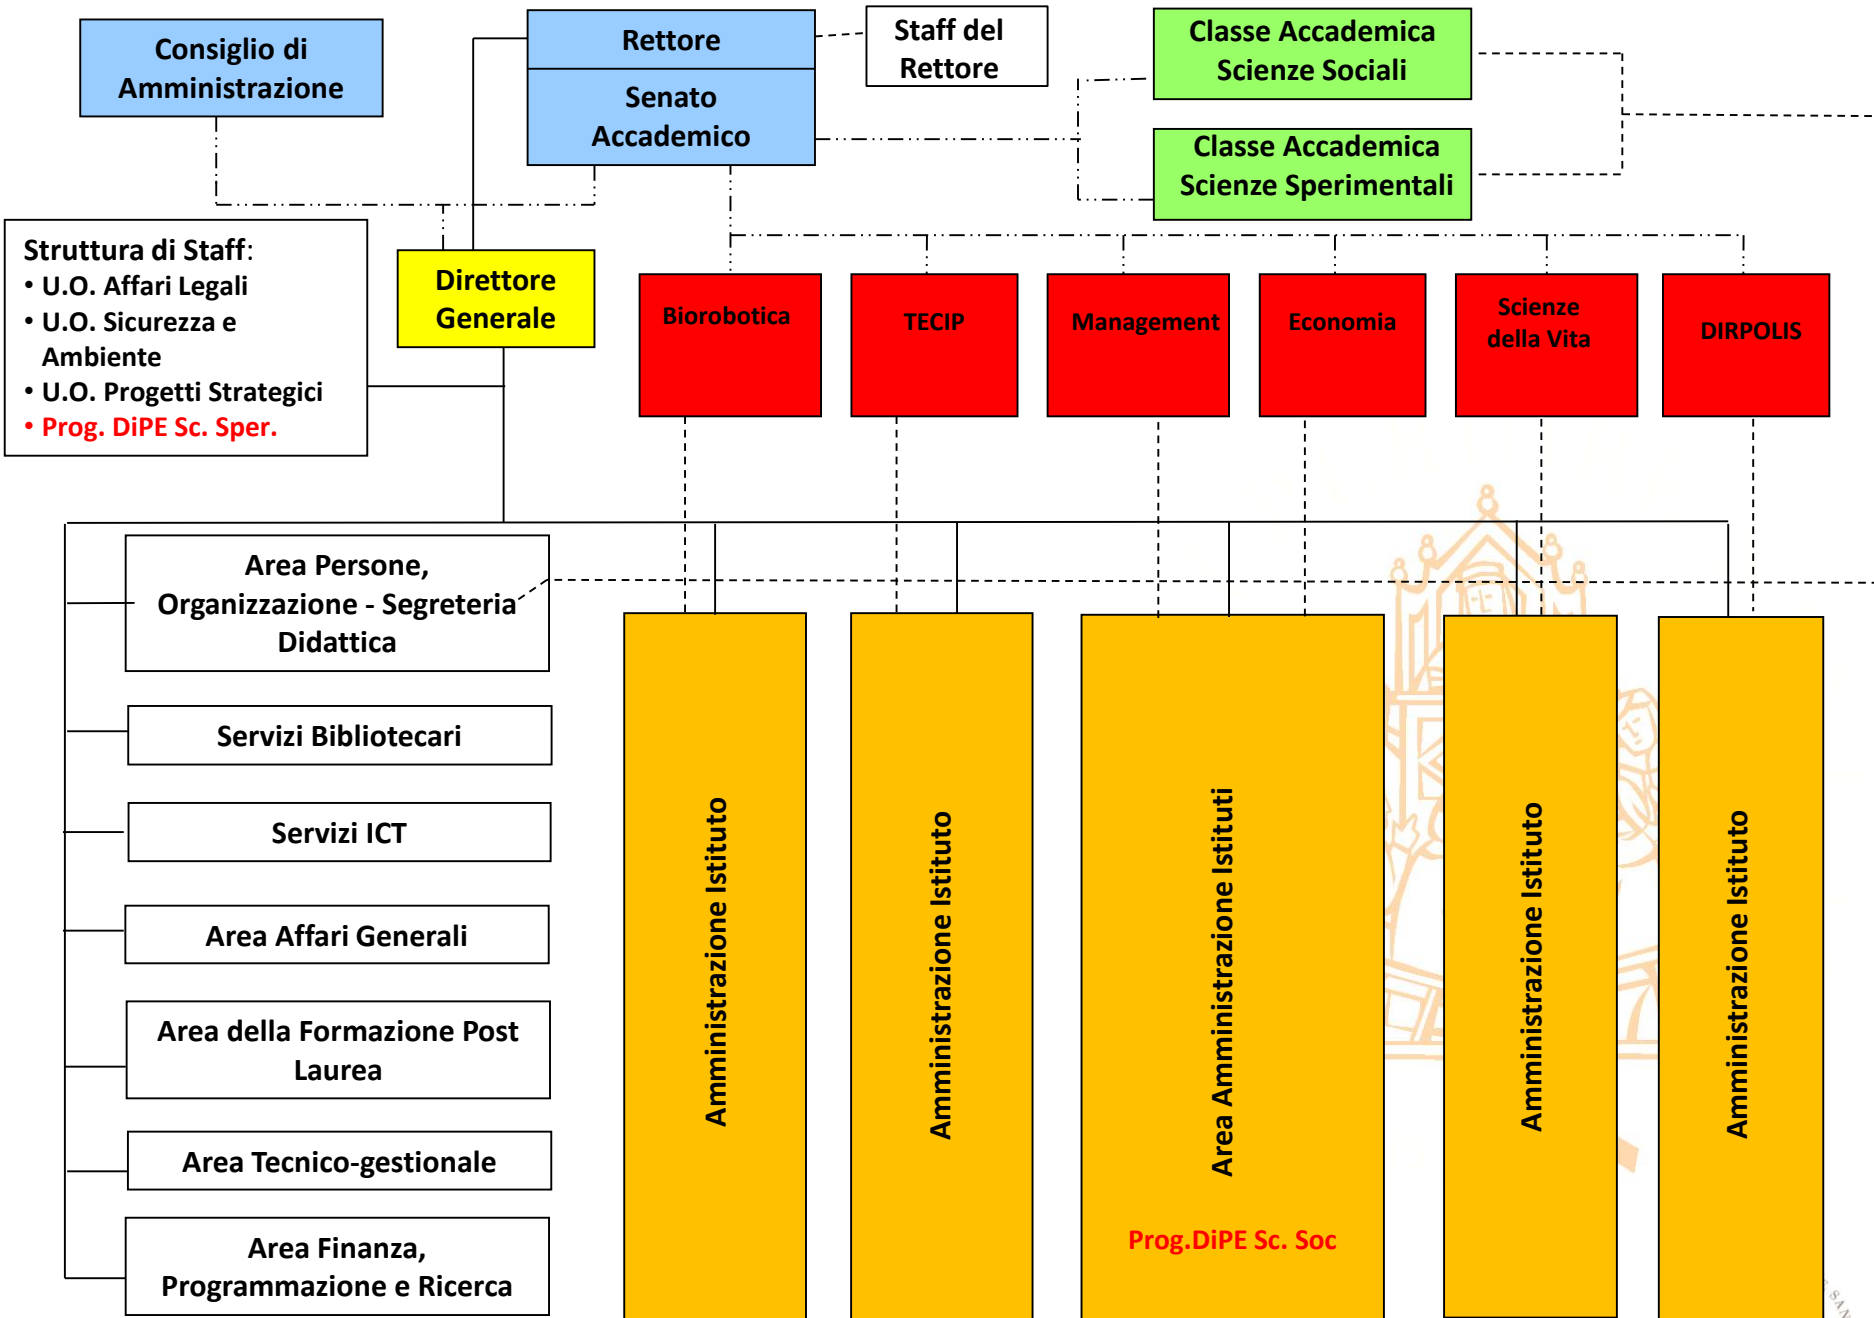 Consiglio di
Amministrazione
Rettore
Senato
Accademico
Staff del
Rettore
Classe Accademica
Scienze Sociali
Classe Accademica
Scienze Sperimentali
Struttura di Staff:
• U.O. Affari Legali
• U.O. Sicurezza e
Ambiente
• U.O. Progetti Strategici
• Prog. DiPE Sc. Sper.
Direttore
Generale
Biorobotica
TECIP
Management
Economia
Scienze
della Vita
DIRPOLIS
Area Persone,
Organizzazione - Segreteria
Didattica
Servizi Bibliotecari
Servizi ICT
Area Affari Generali
Area della Formazione Post
Laurea
Area Tecnico-gestionale
Area Finanza,
Programmazione e Ricerca
Amministrazione Istituto
Amministrazione Istituto
Area Amministrazione Istituti
Prog.DiPE Sc. Soc
Amministrazione Istituto
Amministrazione Istituto